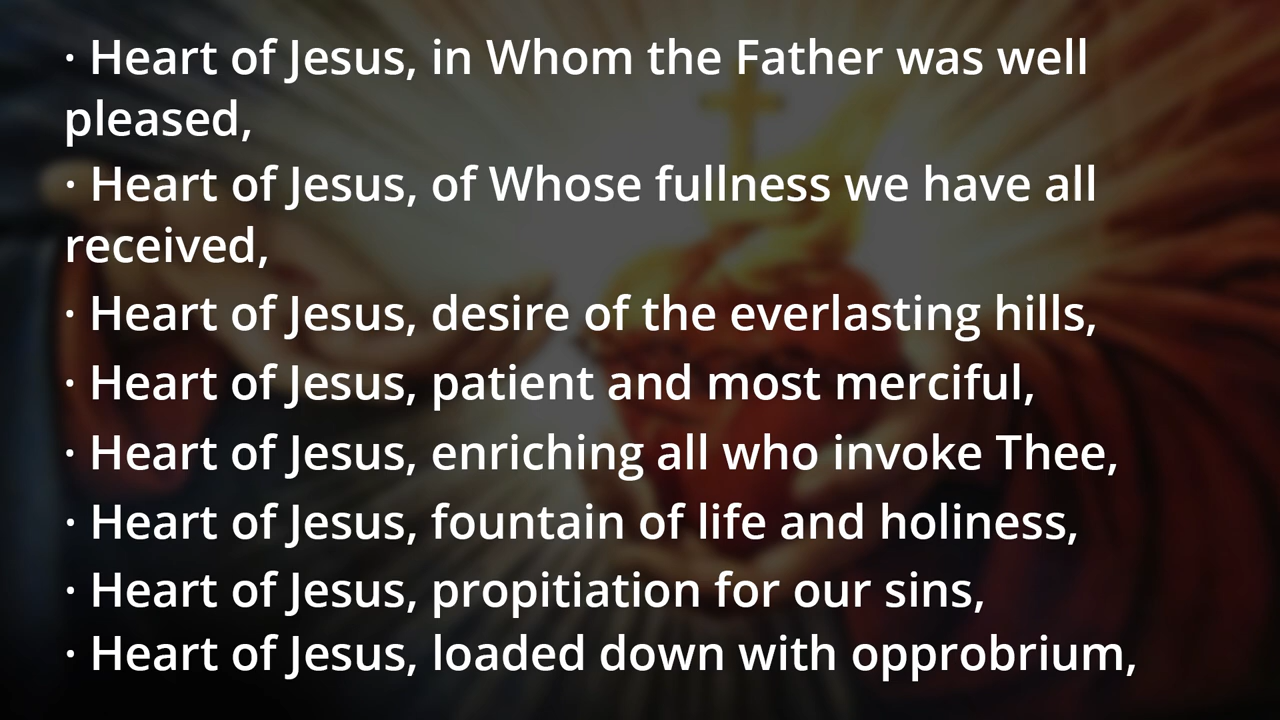 · Heart of Jesus, in Whom the Father was well
pleased,
· Heart of Jesus, of Whose fullness we have all
received,
· Heart of Jesus, desire of the everlasting hills,
· Heart of Jesus, patient and most merciful,
· Heart of Jesus, enriching all who invoke Thee,
· Heart of Jesus, fountain of life and holiness,
· Heart of Jesus, propitiation for our sins,
· Heart of Jesus, loaded down with opprobrium,